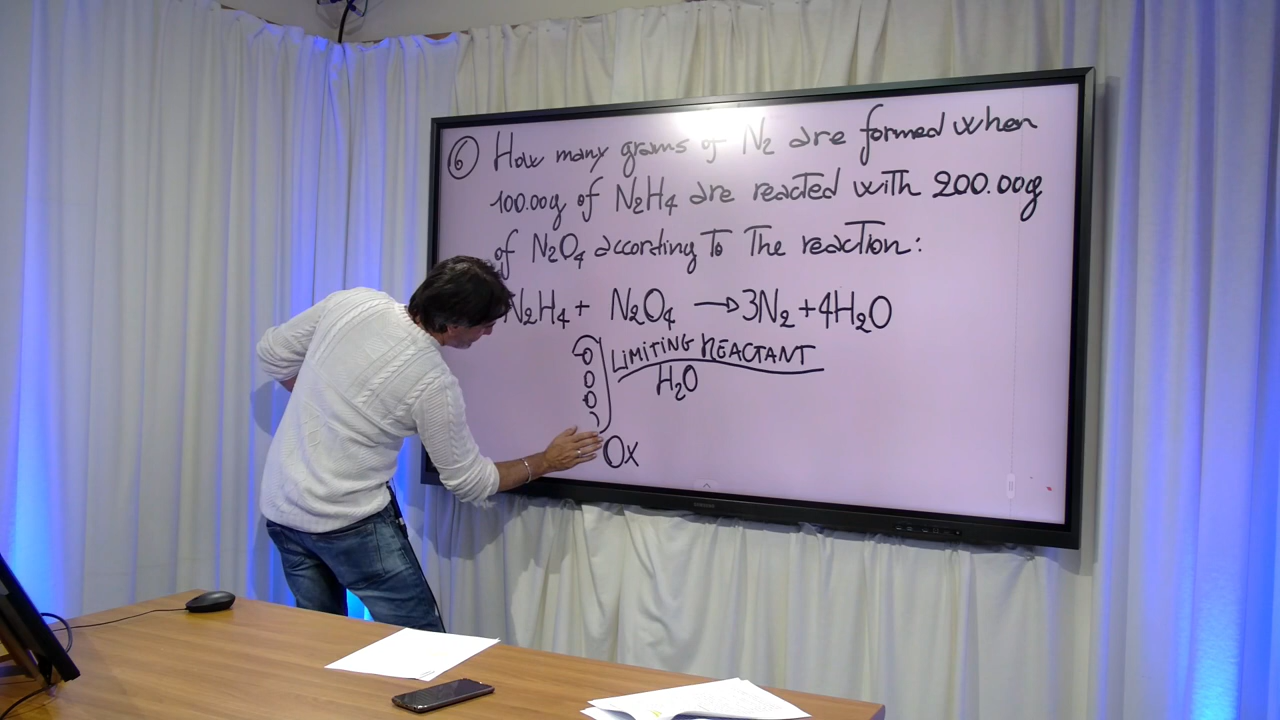 ⑥ How many grams of N₂ are formed when
100.00g of N₂H₄ are reacted with 200.00g
of N₂O₄ according To The reaction:
N₂H₄ + N₂O₄ → 3N₂ + 4H₂O
LIMITING REACTANT
H₂O
Ox